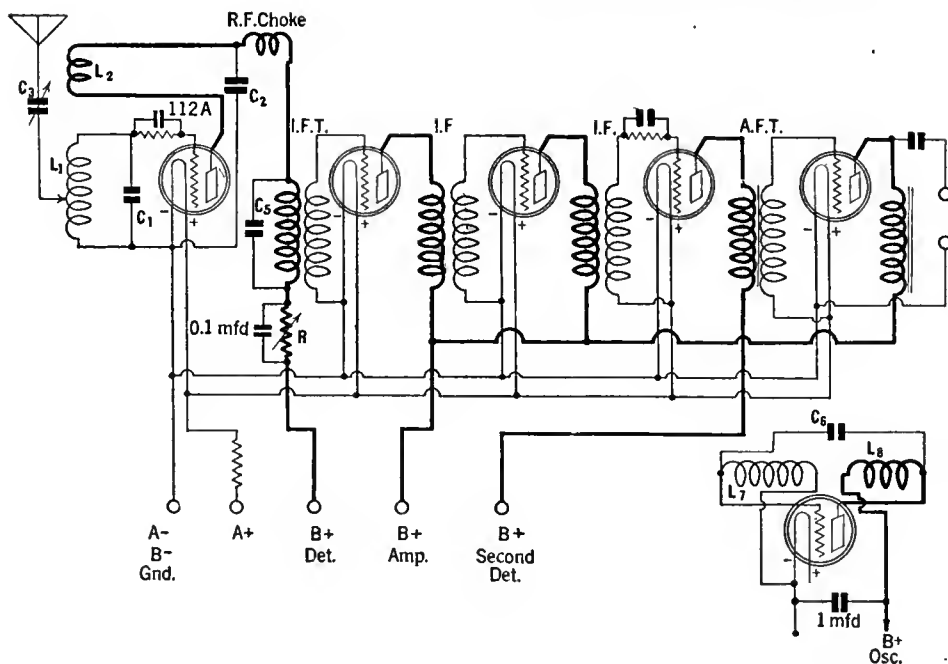 R.F.Choke
L2
C3
C2
112A
I.F.T.
I.F
I.F.
A.F.T.
L1
C1
C5
-
+
-
+
-
+
-
+
-
+
0.1 mfd
R
C6
L8
L7
A-
B-
Gnd.
A+
B+
Det.
B+
Amp.
B+
Second
Det.
-
+
1 mfd
B+
Osc.